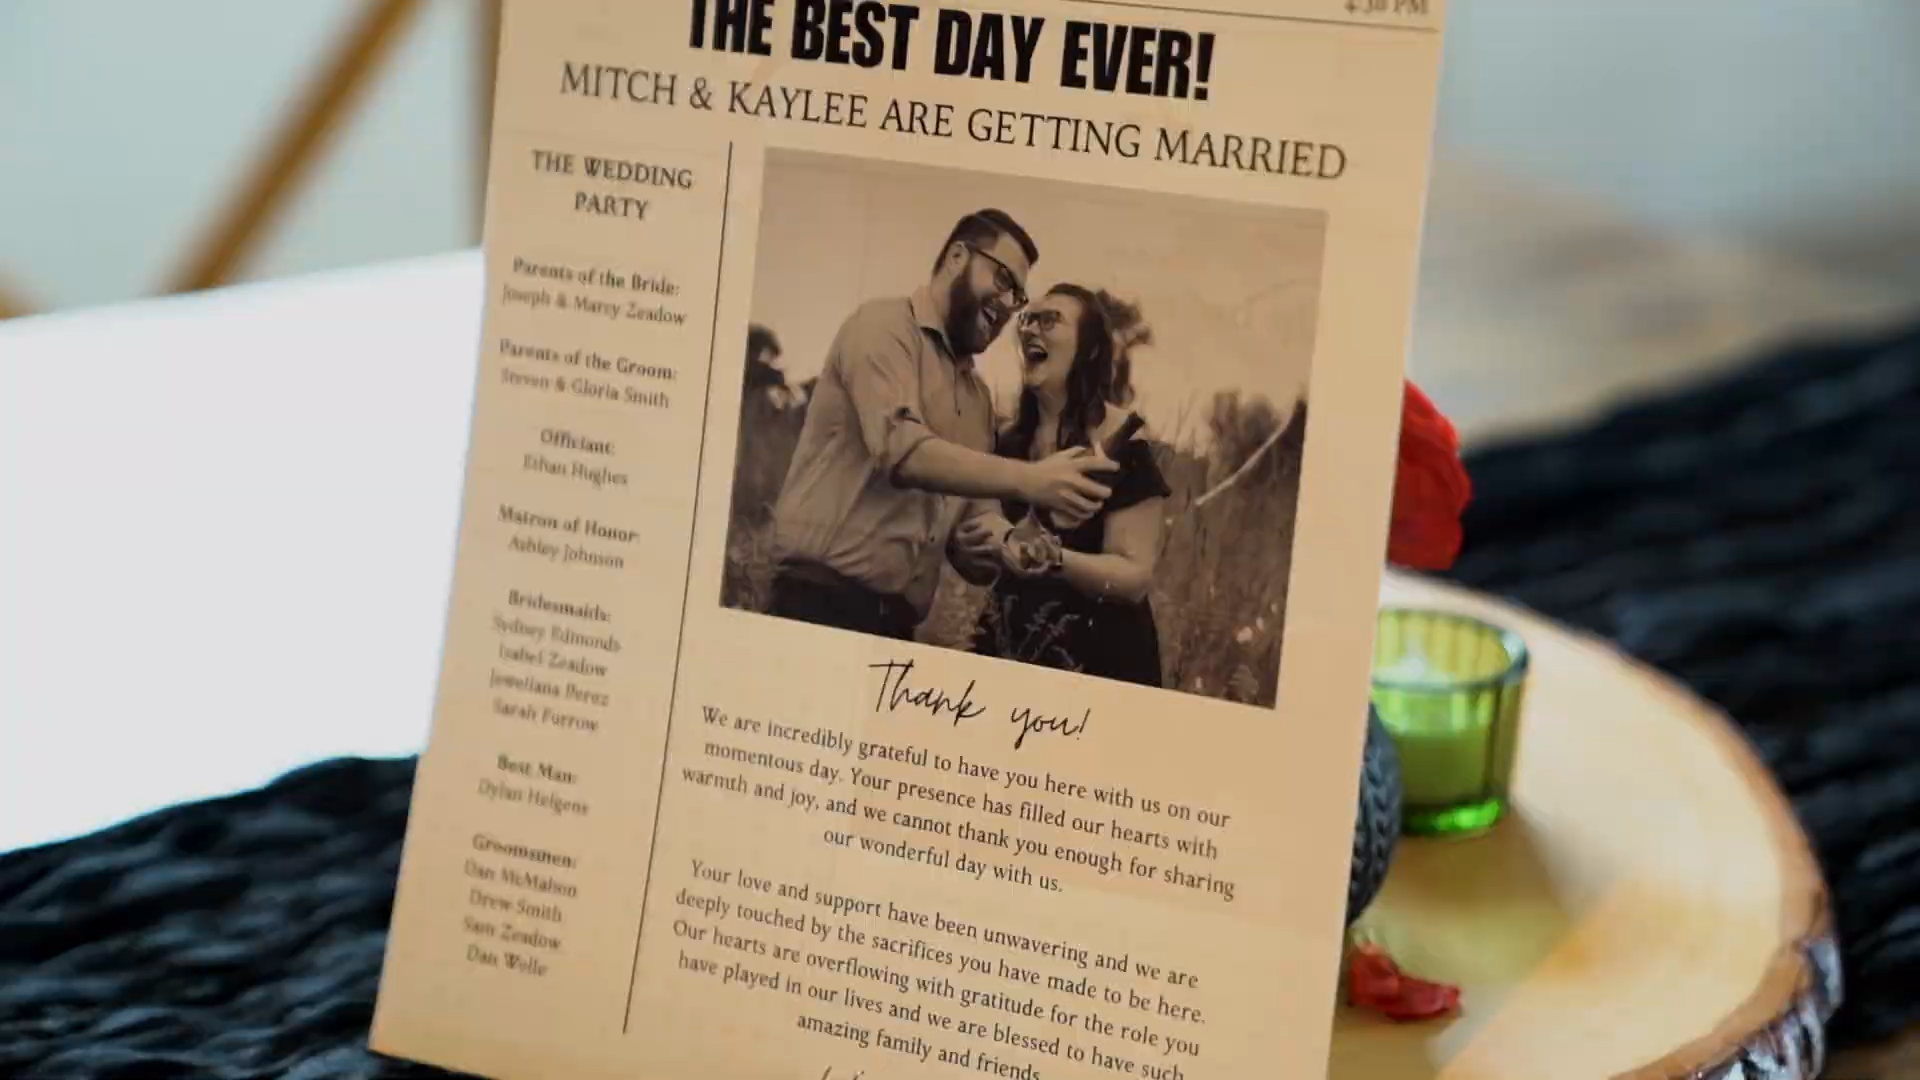 4:30 PM
THE BEST DAY EVER!
MITCH & KAYLEE ARE GETTING MARRIED
THE WEDDING
PARTY
Parents of the Bride:
Joseph & Marcy Zeadow
Parents of the Groom:
Steven & Gloria Smith
Officiant:
Ethan Hughes
Matron of Honor:
Ashley Johnson
Bridesmaids:
Sydney Edmonds
Isabel Zeadow
Jeweliana Perez
Sarah Furrow
Best Man:
Dylan Helgens
Groomsmen:
Dan McMahon
Drew Smith
Sam Zeadow
Dan Welle
Thank you!
We are incredibly grateful to have you here with us on our
momentous day. Your presence has filled our hearts with
warmth and joy, and we cannot thank you enough for sharing
our wonderful day with us.
Your love and support have been unwavering and we are
deeply touched by the sacrifices you have made to be here.
Our hearts are overflowing with gratitude for the role you
have played in our lives and we are blessed to have such
amazing family and friends.